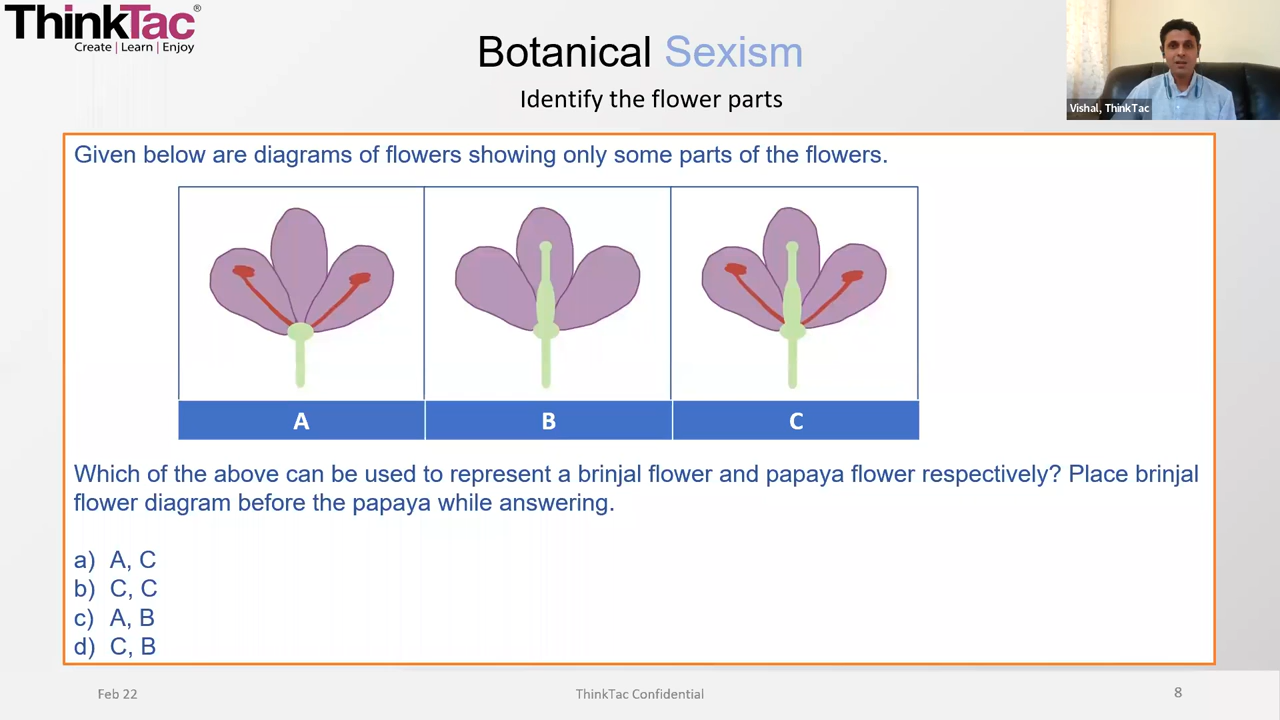 ThinkTac®
Create | Learn | Enjoy
Botanical Sexism
Identify the flower parts
Vishal, ThinkTac
Given below are diagrams of flowers showing only some parts of the flowers.
A B C
Which of the above can be used to represent a brinjal flower and papaya flower respectively? Place brinjal
flower diagram before the papaya while answering.
a) A, C
b) C, C
c) A, B
d) C, B
Feb 22 ThinkTac Confidential 8